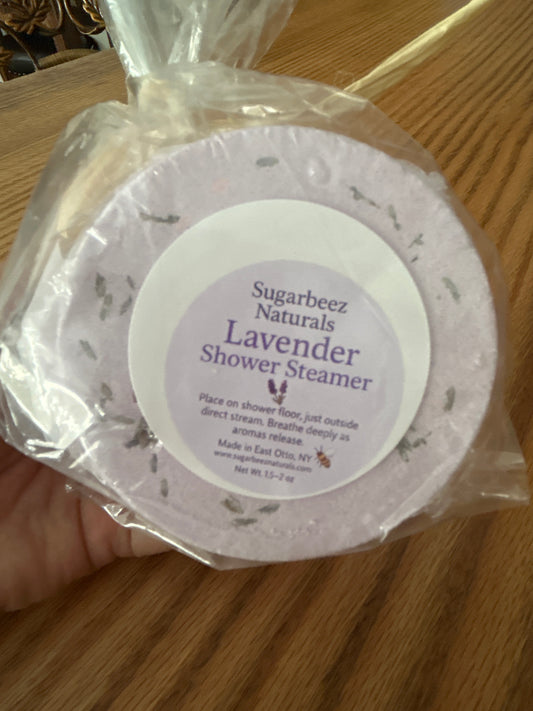 Sugarbeez
Naturals
Lavender
Shower Steamer
Place on shower floor, just outside
direct stream. Breathe deeply as
aromas release.
Made in East Otto, NY
www.sugarbeeznaturals.com
Net Wt. 1.5–2 oz